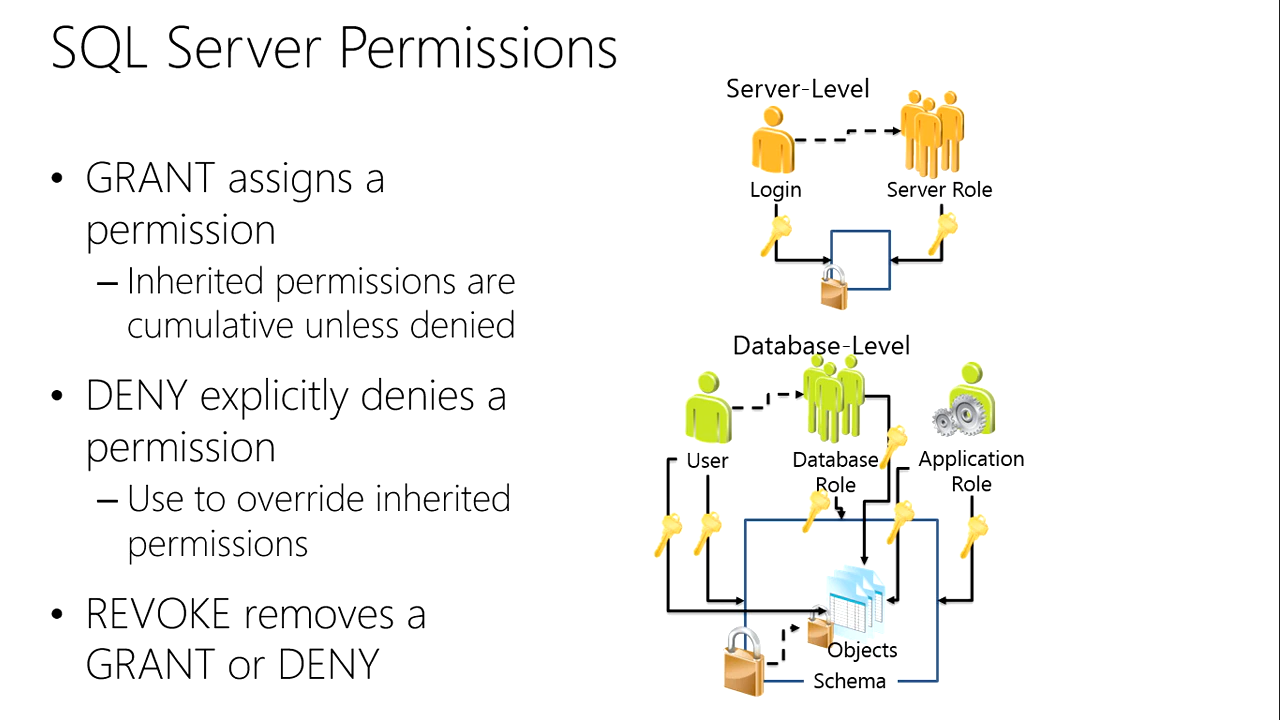 SQL Server Permissions
• GRANT assigns a
permission
– Inherited permissions are
cumulative unless denied
• DENY explicitly denies a
permission
– Use to override inherited
permissions
• REVOKE removes a
GRANT or DENY
Server-Level
Login
Server Role
Database-Level
User
Database
Role
Application
Role
Objects
Schema